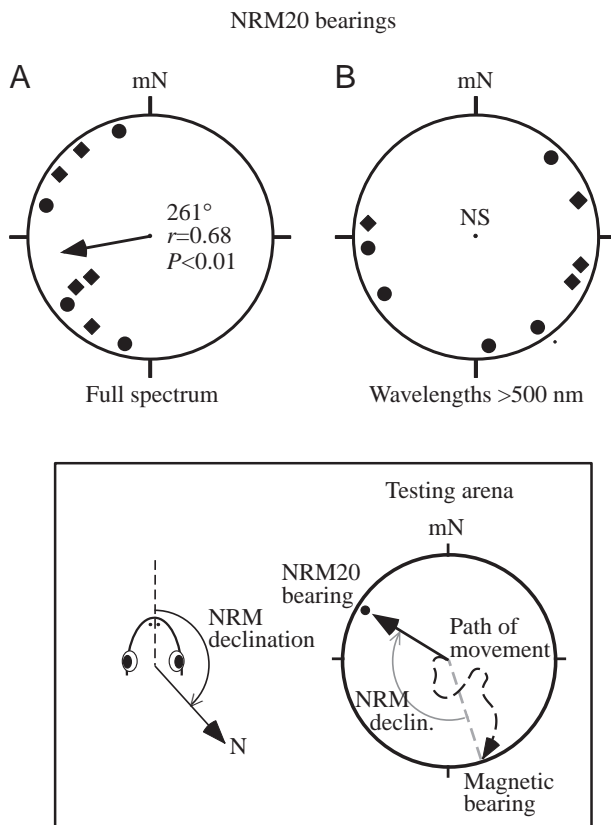 NRM20 bearings
A
mN
261°
r=0.68
P<0.01
Full spectrum
B
mN
NS
Wavelengths >500 nm
NRM
declination
N
Testing arena
mN
NRM20
bearing
Path of
movement
NRM
declin.
Magnetic
bearing